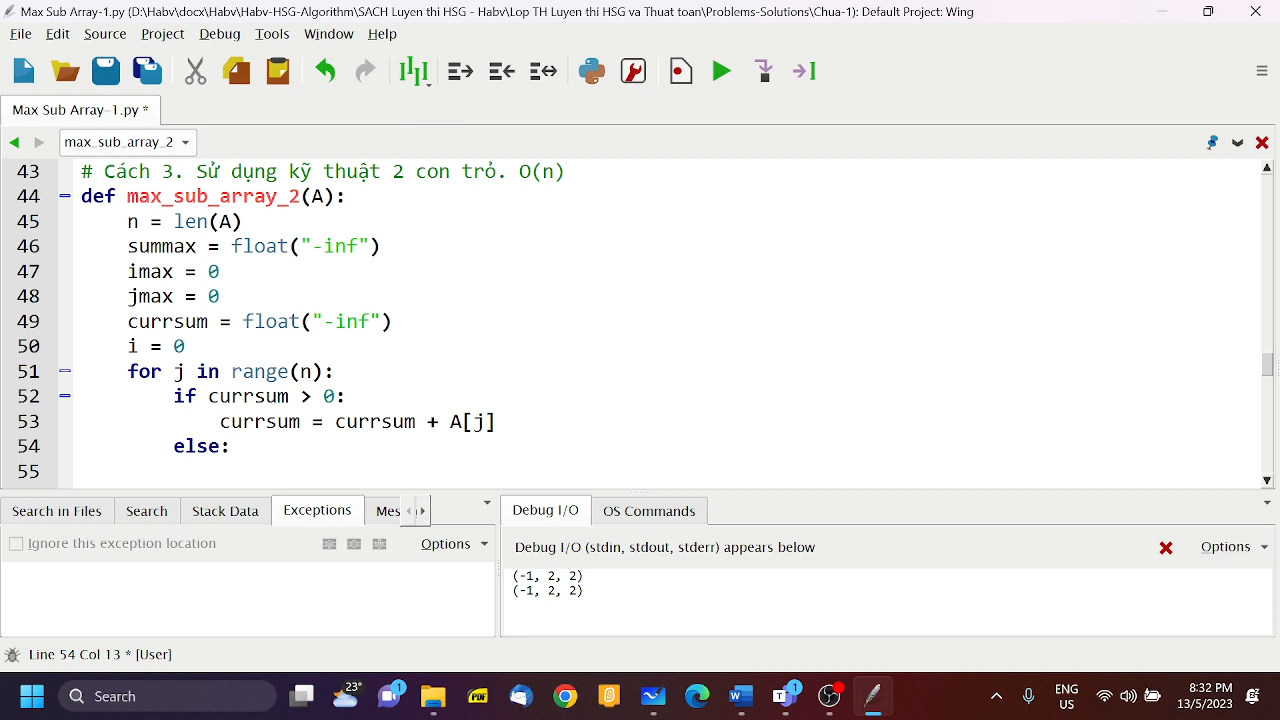 Max Sub Array-1.py (D:\Habv\docx\Habv\Habv-HSG-Algorithm\SACH Luyen thi HSG - Habv\Lop TH Luyen thi HSG va Thuat toan\Problems-Solutions\Chua-1): Default Project: Wing
File Edit Source Project Debug Tools Window Help
Max Sub Array-1.py *
max_sub_array_2
43 # Cách 3. Sử dụng kỹ thuật 2 con trỏ. O(n)
44 def max_sub_array_2(A):
45 n = len(A)
46 summax = float("-inf")
47 imax = 0
48 jmax = 0
49 currsum = float("-inf")
50 i = 0
51 for j in range(n):
52 if currsum > 0:
53 currsum = currsum + A[j]
54 else:
55
Search in Files Search Stack Data Exceptions Mes
Ignore this exception location Options
Debug I/O OS Commands
Debug I/O (stdin, stdout, stderr) appears below Options
(-1, 2, 2)
(-1, 2, 2)
Line 54 Col 13 * [User]
Search
23°
1
PDF
1
ENG
US
8:32 PM
13/5/2023